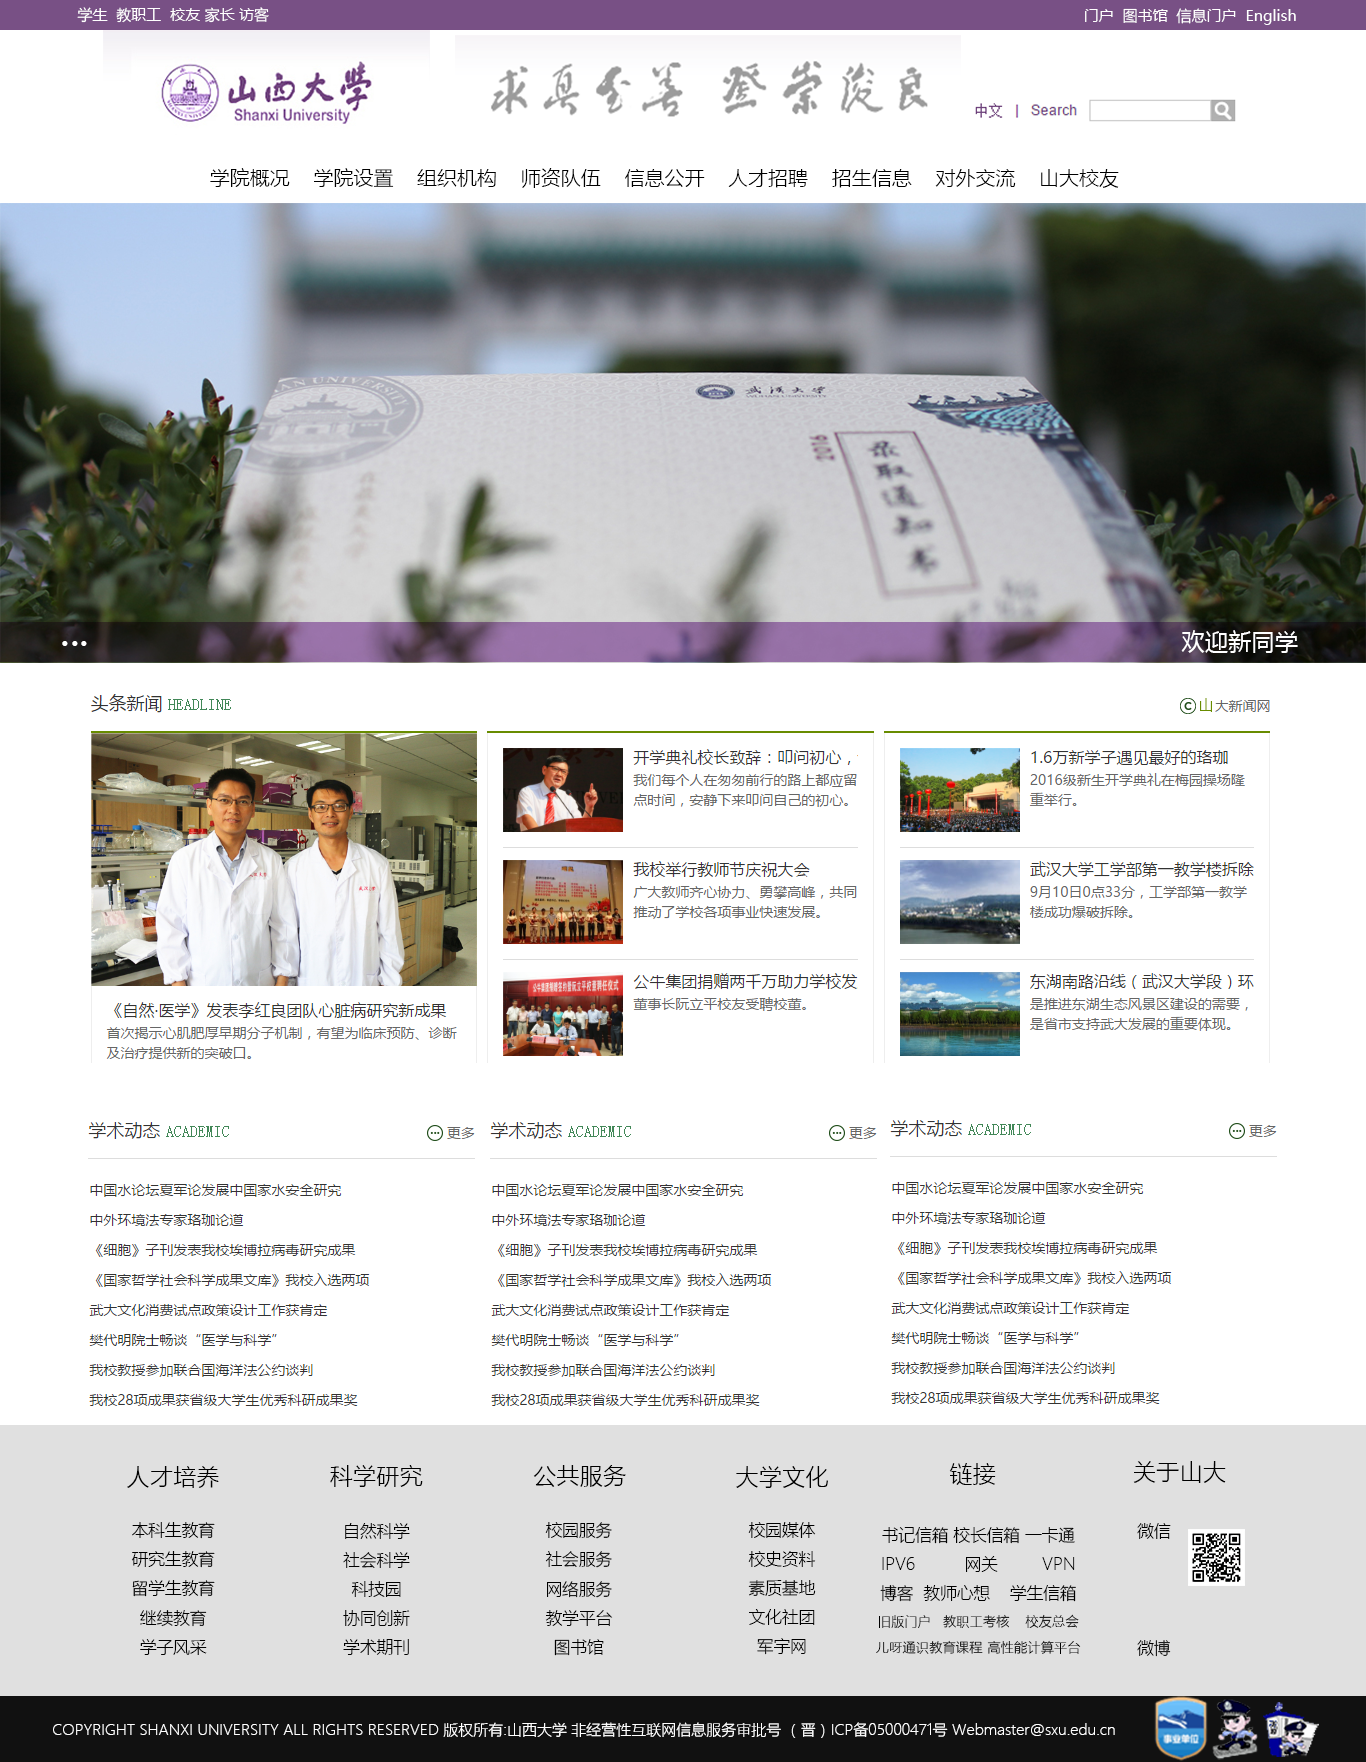 学生 教职工 校友 家长 访客
门户 图书馆 信息门户 English
山西大学
Shanxi University
求真至善 登崇俊良
中文 | Search
学院概况 学院设置 组织机构 师资队伍 信息公开 人才招聘 招生信息 对外交流 山大校友
武汉大学
2016
录取通知书
欢迎新同学
头条新闻 HEADLINE
山大新闻网
《自然·医学》发表李红良团队心脏病研究新成果
首次揭示心肌肥厚早期分子机制，有望为临床预防、诊断
及治疗提供新的突破口。
开学典礼校长致辞：叩问初心，
我们每个人在匆匆前行的路上都应留
点时间，安静下来叩问自己的初心。
我校举行教师节庆祝大会
广大教师齐心协力、勇攀高峰，共同
推动了学校各项事业快速发展。
公牛集团捐赠两千万助力学校发
董事长阮立平校友受聘校董。
1.6万新学子遇见最好的珞珈
2016级新生开学典礼在梅园操场隆
重举行。
武汉大学工学部第一教学楼拆除
9月10日0点33分，工学部第一教学
楼成功爆破拆除。
东湖南路沿线（武汉大学段）环
是推进东湖生态风景区建设的需要，
是省市支持武大发展的重要体现。
学术动态 ACADEMIC
更多
中国水论坛夏军论发展中国家水安全研究
中外环境法专家珞珈论道
《细胞》子刊发表我校埃博拉病毒研究成果
《国家哲学社会科学成果文库》我校入选两项
武大文化消费试点政策设计工作获肯定
樊代明院士畅谈“医学与科学”
我校教授参加联合国海洋法公约谈判
我校28项成果获省级大学生优秀科研成果奖
学术动态 ACADEMIC
更多
中国水论坛夏军论发展中国家水安全研究
中外环境法专家珞珈论道
《细胞》子刊发表我校埃博拉病毒研究成果
《国家哲学社会科学成果文库》我校入选两项
武大文化消费试点政策设计工作获肯定
樊代明院士畅谈“医学与科学”
我校教授参加联合国海洋法公约谈判
我校28项成果获省级大学生优秀科研成果奖
学术动态 ACADEMIC
更多
中国水论坛夏军论发展中国家水安全研究
中外环境法专家珞珈论道
《细胞》子刊发表我校埃博拉病毒研究成果
《国家哲学社会科学成果文库》我校入选两项
武大文化消费试点政策设计工作获肯定
樊代明院士畅谈“医学与科学”
我校教授参加联合国海洋法公约谈判
我校28项成果获省级大学生优秀科研成果奖
人才培养
本科生教育
研究生教育
留学生教育
继续教育
学子风采
科学研究
自然科学
社会科学
科技园
协同创新
学术期刊
公共服务
校园服务
社会服务
网络服务
教学平台
图书馆
大学文化
校园媒体
校史资料
素质基地
文化社团
军宇网
链接
书记信箱 校长信箱 一卡通
IPV6 网关 VPN
博客 教师心想 学生信箱
旧版门户 教职工考核 校友总会
儿呀通识教育课程 高性能计算平台
关于山大
微信
微博
COPYRIGHT SHANXI UNIVERSITY ALL RIGHTS RESERVED 版权所有:山西大学 非经营性互联网信息服务审批号 （晋）ICP备05000471号 Webmaster@sxu.edu.cn
事业单位